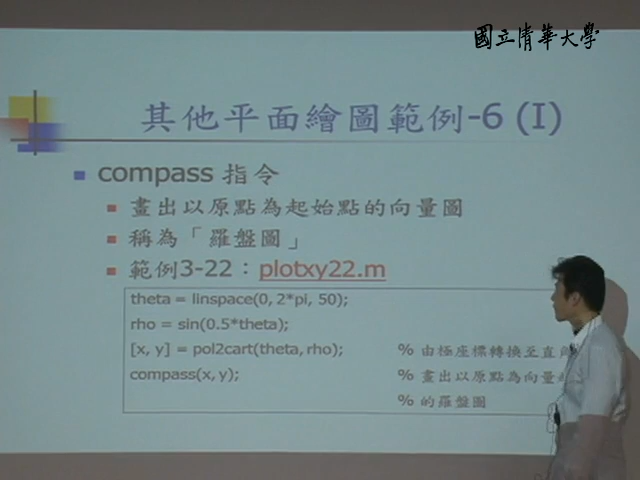 國立清華大學
其他平面繪圖範例-6 (I)
compass 指令
畫出以原點為起始點的向量圖
稱為「羅盤圖」
範例3-22：plotxy22.m
theta = linspace(0, 2*pi, 50);
rho = sin(0.5*theta);
[x, y] = pol2cart(theta, rho); % 由極座標轉換至直角
compass(x, y); % 畫出以原點為向量
% 的羅盤圖